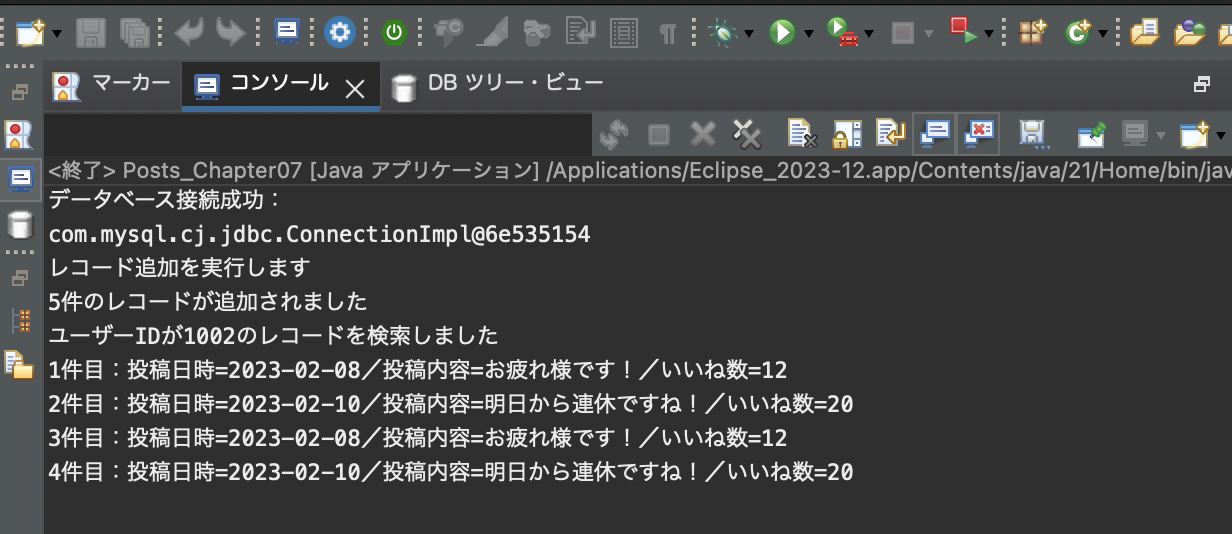 マーカー
コンソール
DB ツリー・ビュー
<終了> Posts_Chapter07 [Java アプリケーション] /Applications/Eclipse_2023-12.app/Contents/java/21/Home/bin/jav
データベース接続成功：
com.mysql.cj.jdbc.ConnectionImpl@6e535154
レコード追加を実行します
5件のレコードが追加されました
ユーザーIDが1002のレコードを検索しました
1件目：投稿日時=2023-02-08／投稿内容=お疲れ様です！／いいね数=12
2件目：投稿日時=2023-02-10／投稿内容=明日から連休ですね！／いいね数=20
3件目：投稿日時=2023-02-08／投稿内容=お疲れ様です！／いいね数=12
4件目：投稿日時=2023-02-10／投稿内容=明日から連休ですね！／いいね数=20